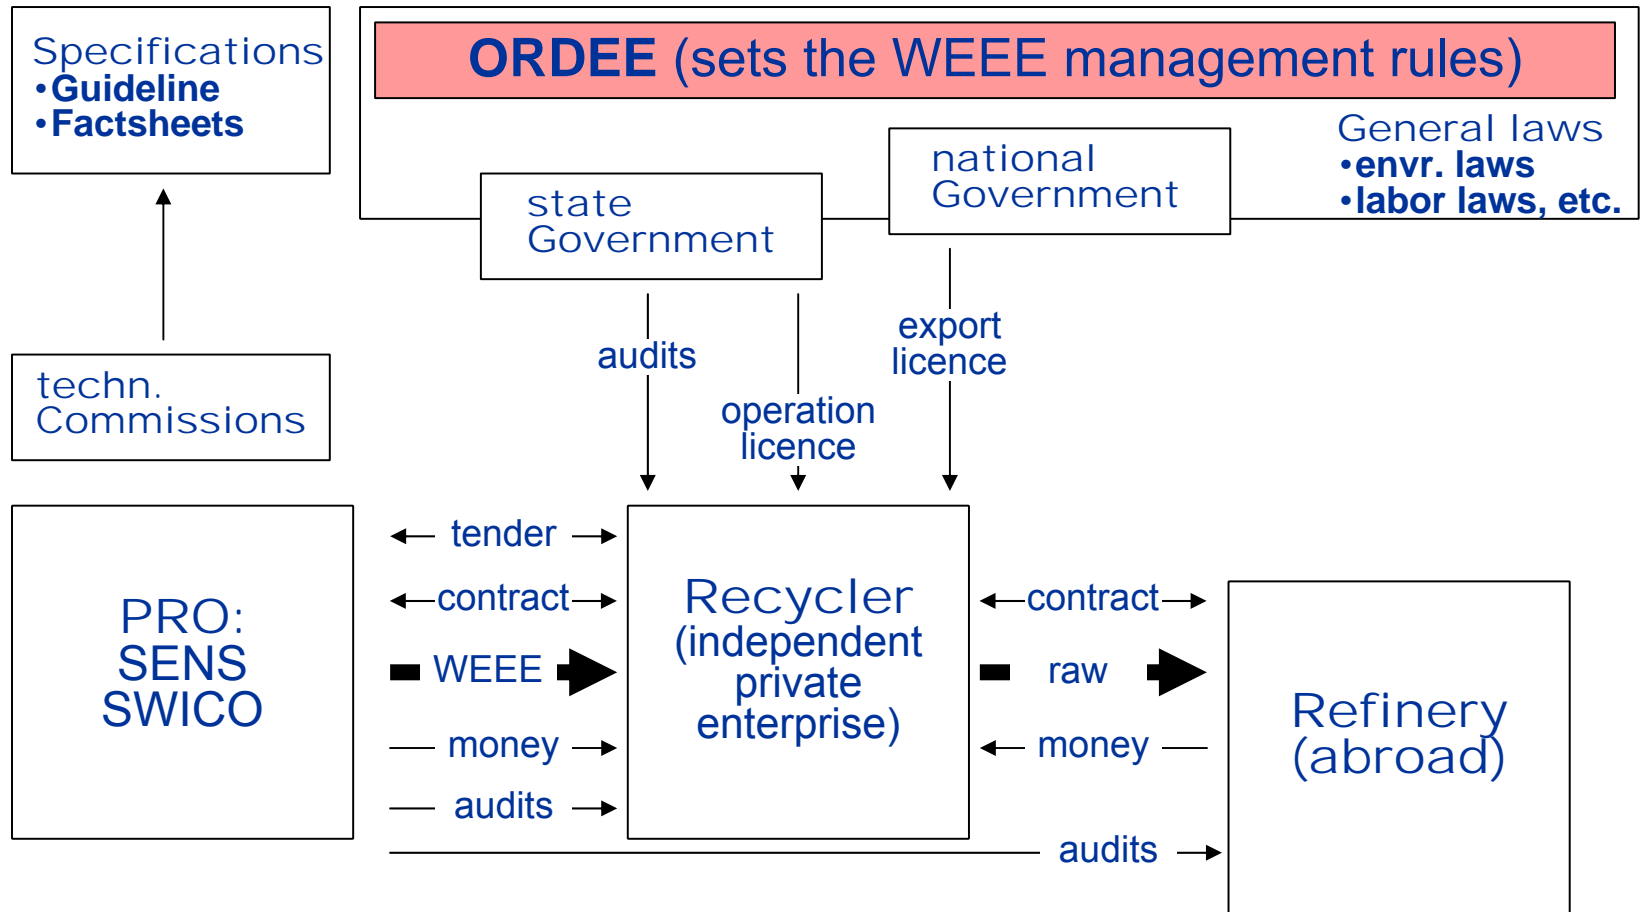 Specifications
•Guideline
•Factsheets
ORDEE (sets the WEEE management rules)
General laws
•envr. laws
•labor laws, etc.
national
Government
state
Government
techn.
Commissions
audits
operation
licence
export
licence
PRO:
SENS
SWICO
tender
contract
WEEE
money
audits
Recycler
(independent
private
enterprise)
contract
raw
money
audits
Refinery
(abroad)